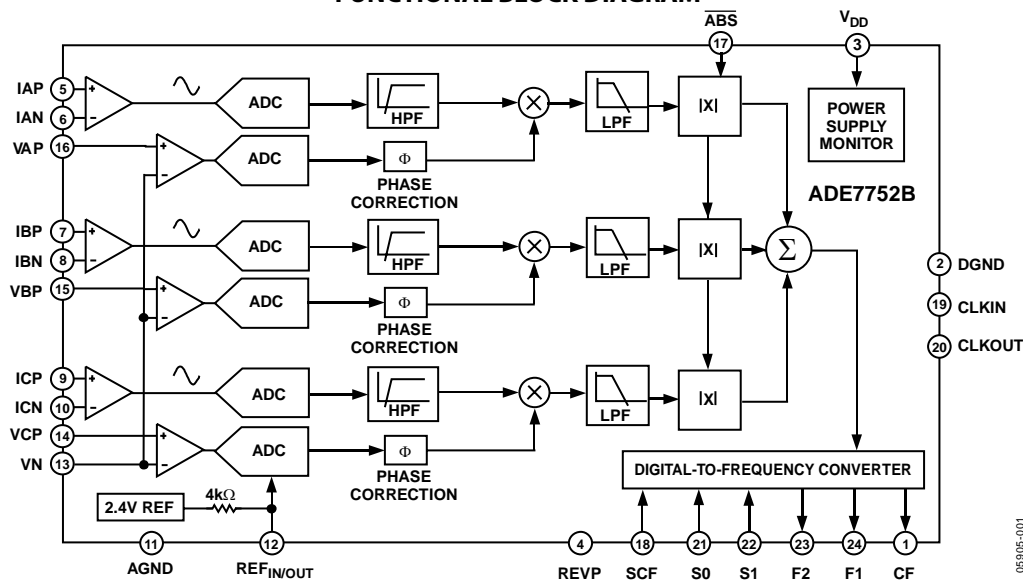 FUNCTIONAL BLOCK DIAGRAM
ABS
VDD
17
3
IAP 5 + ADC HPF × LPF |X| POWER SUPPLY MONITOR
IAN 6 −
VAP 16 + − ADC Φ
PHASE CORRECTION
ADE7752B
IBP 7 + ADC HPF × LPF |X| Σ
IBN 8 −
VBP 15 + − ADC Φ
PHASE CORRECTION
2 DGND
19 CLKIN
20 CLKOUT
ICP 9 + ADC HPF × LPF |X|
ICN 10 −
VCP 14 + ADC Φ
VN 13 −
PHASE CORRECTION
DIGITAL-TO-FREQUENCY CONVERTER
2.4V REF 4kΩ
11 12 4 18 21 22 23 24 1
AGND REFIN/OUT REVP SCF S0 S1 F2 F1 CF
05905-001